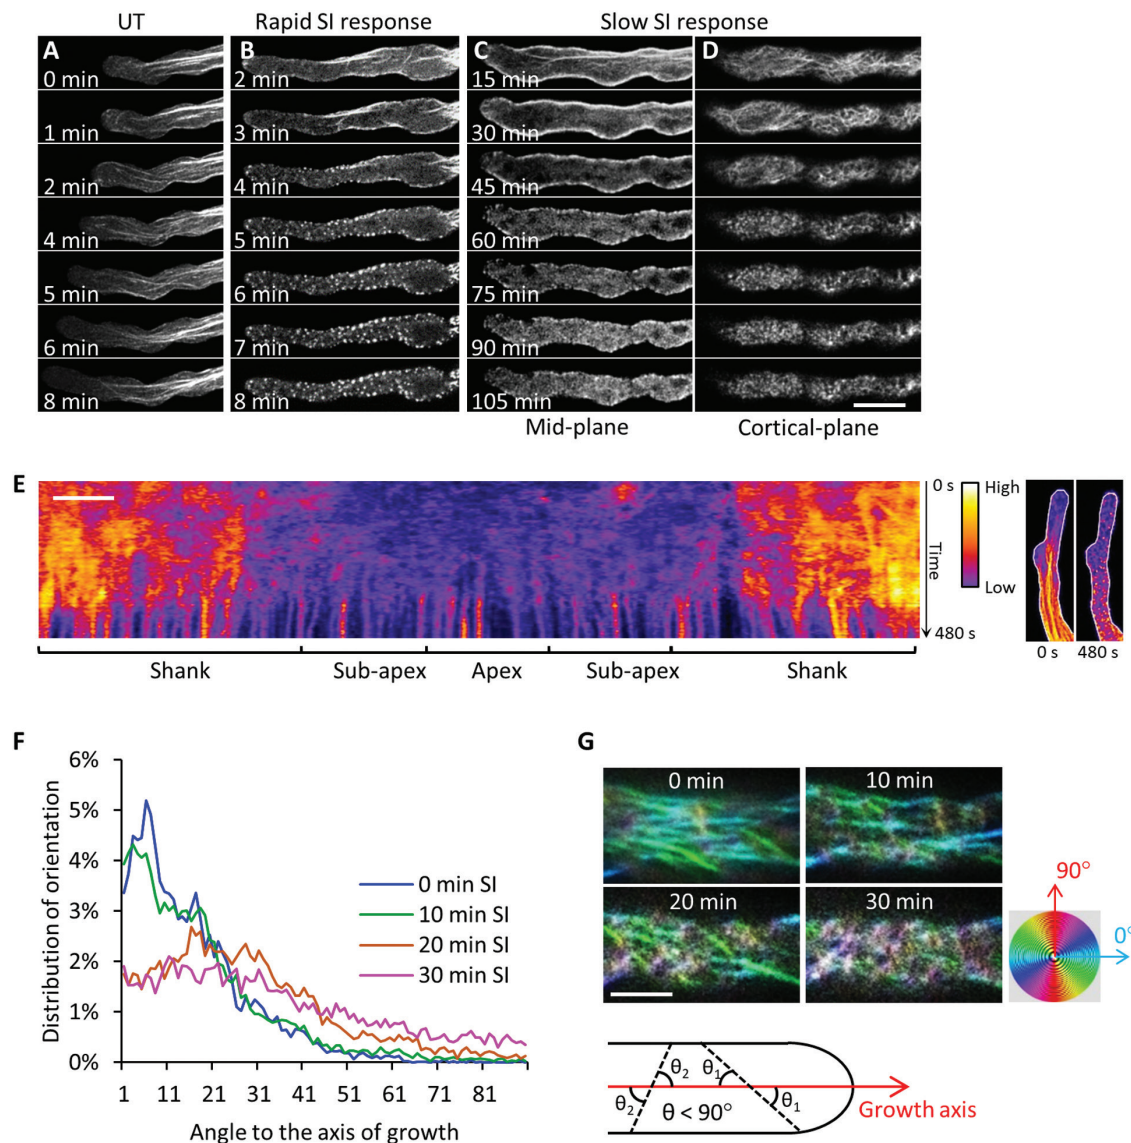 UT
Rapid SI response
Slow SI response
A
B
C
D
0 min
2 min
15 min
1 min
3 min
30 min
2 min
4 min
45 min
4 min
5 min
60 min
5 min
6 min
75 min
6 min
7 min
90 min
8 min
8 min
105 min
Mid-plane
Cortical-plane
E
0 s
Time
480 s
High
Low
0 s
480 s
Shank
Sub-apex
Apex
Sub-apex
Shank
F
Distribution of orientation
6%
5%
4%
3%
2%
1%
0%
1
11
21
31
41
51
61
71
81
Angle to the axis of growth
0 min SI
10 min SI
20 min SI
30 min SI
G
0 min
10 min
20 min
30 min
90°
0°
θ2
θ1
θ2
θ < 90°
θ1
Growth axis